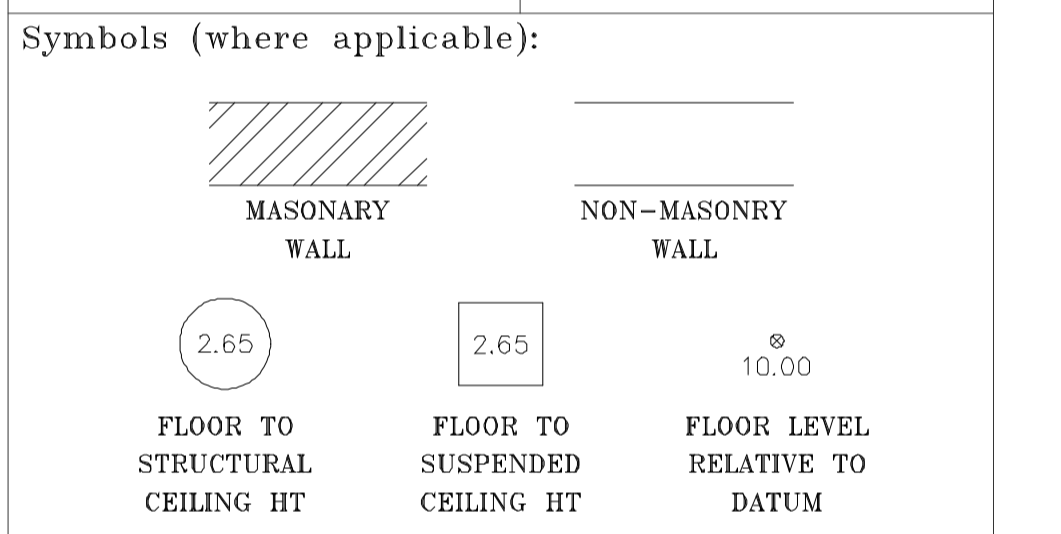 Symbols (where applicable):
MASONARY
WALL
NON-MASONRY
WALL
2.65
FLOOR TO
STRUCTURAL
CEILING HT
2.65
FLOOR TO
SUSPENDED
CEILING HT
10.00
FLOOR LEVEL
RELATIVE TO
DATUM